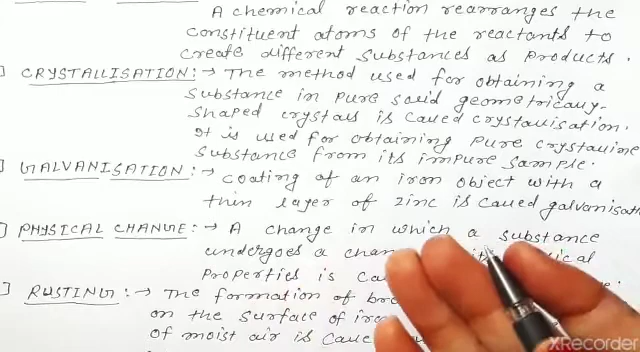 A chemical reaction rearranges the
constituent atoms of the reactants to
create different substances as products.
] CRYSTALLISATION:→ The method used for obtaining a
substance in pure solid geometrically-
shaped crystals is called crystallisation.
It is used for obtaining pure crystalline
substance from its impure sample.
] GALVANISATION:→ Coating of an iron object with a
thin layer of zinc is called
] PHYSICAL CHANGE:→ A change in which a substance
undergoes a
properties is
] RUSTING:→ The formation of
on the surface of
of moist air is
XRecorder